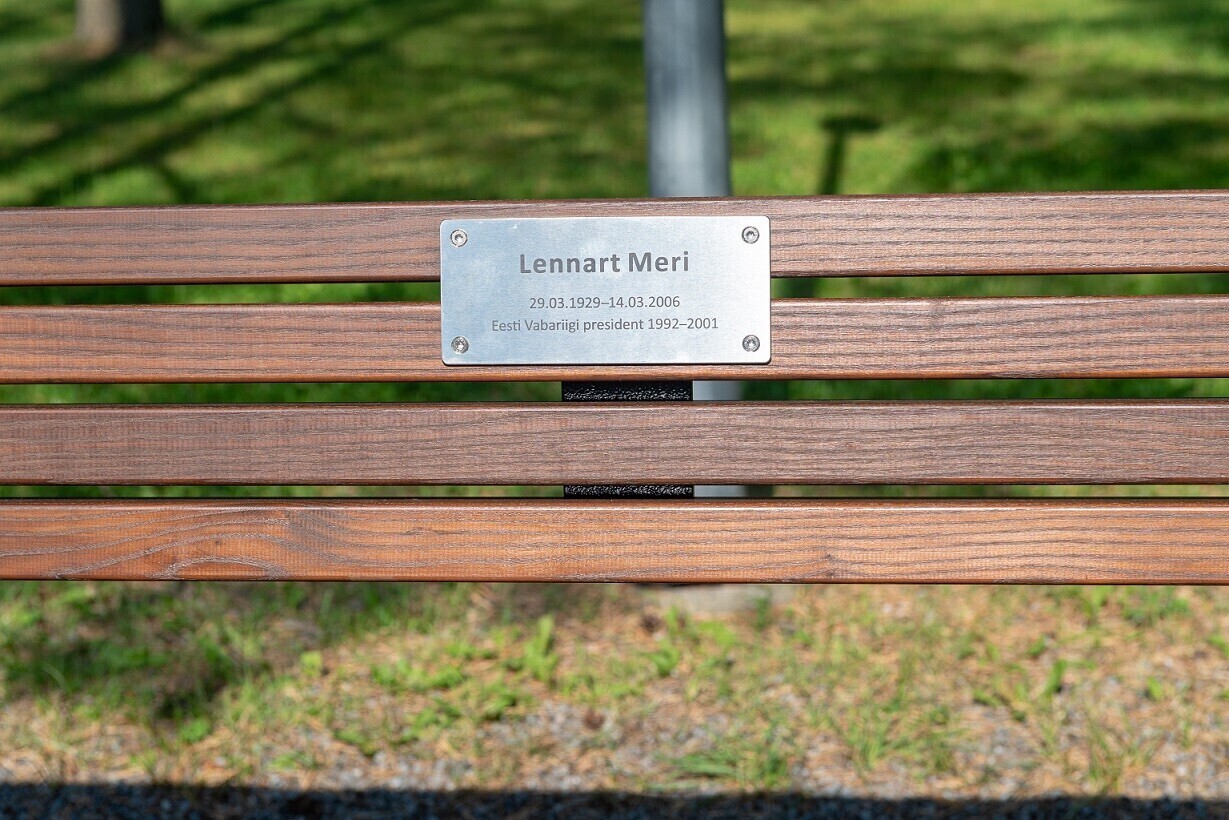 Lennart Meri
29.03.1929–14.03.2006
Eesti Vabariigi president 1992–2001